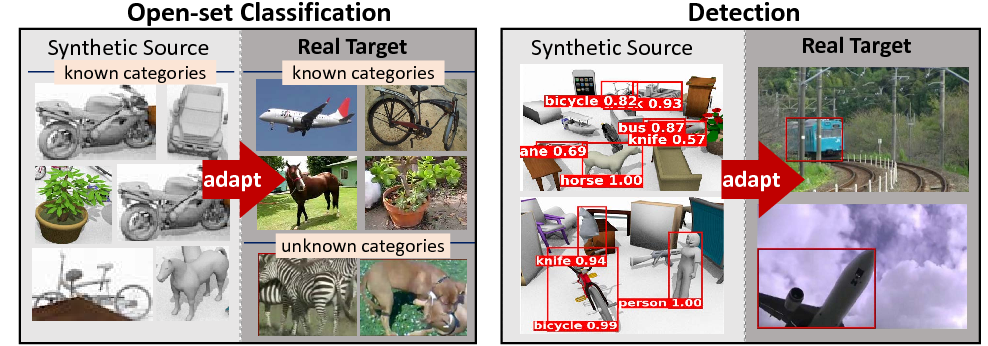 Open-set Classification
Synthetic Source
Real Target
known categories
known categories
adapt
unknown categories
Detection
Synthetic Source
Real Target
bicycle 0.82
0.93
bus 0.87
knife 0.57
ane 0.69
horse 1.00
adapt
knife 0.94
person 1.00
bicycle 0.99